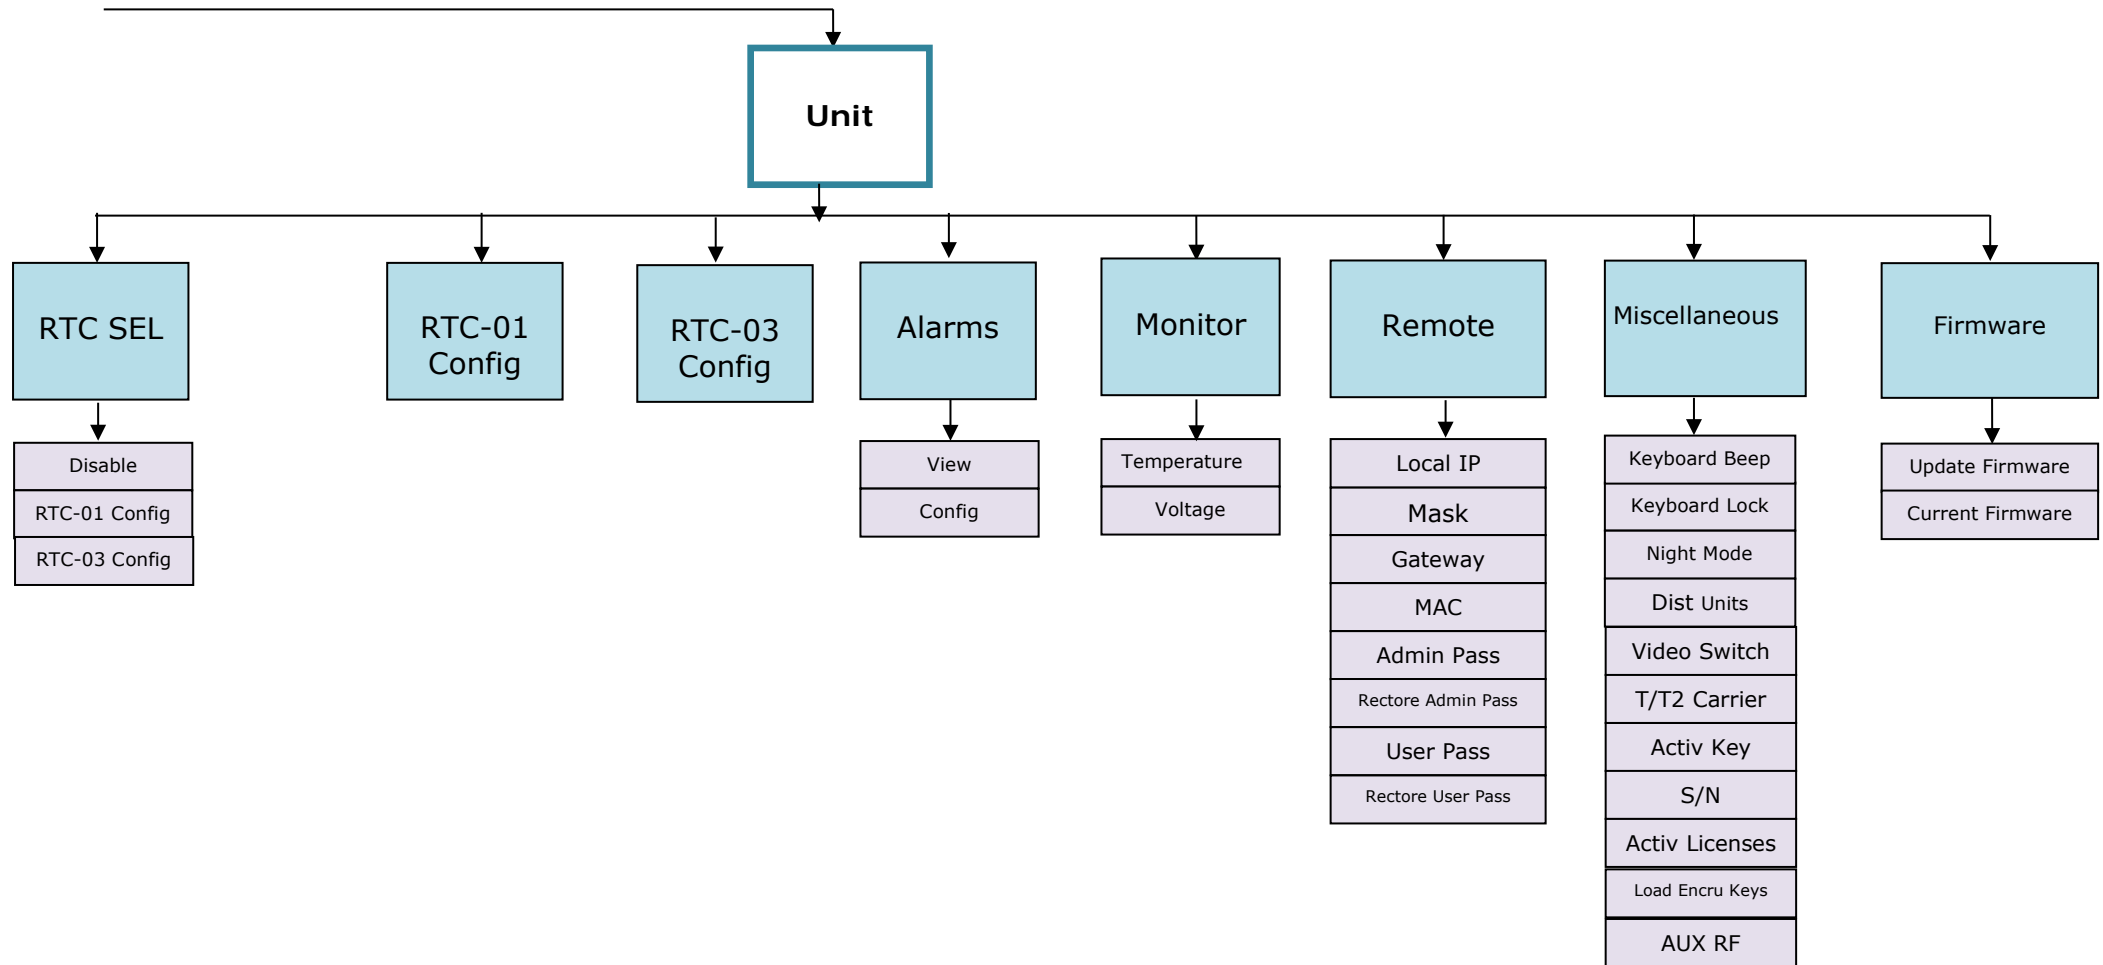 Unit
RTC SEL
RTC-01
Config
RTC-03
Config
Alarms
Monitor
Remote
Miscellaneous
Firmware
Disable
RTC-01 Config
RTC-03 Config
View
Config
Temperature
Voltage
Local IP
Mask
Gateway
MAC
Admin Pass
Rectore Admin Pass
User Pass
Rectore User Pass
Keyboard Beep
Keyboard Lock
Night Mode
Dist Units
Video Switch
T/T2 Carrier
Activ Key
S/N
Activ Licenses
Load Encru Keys
AUX RF
Update Firmware
Current Firmware